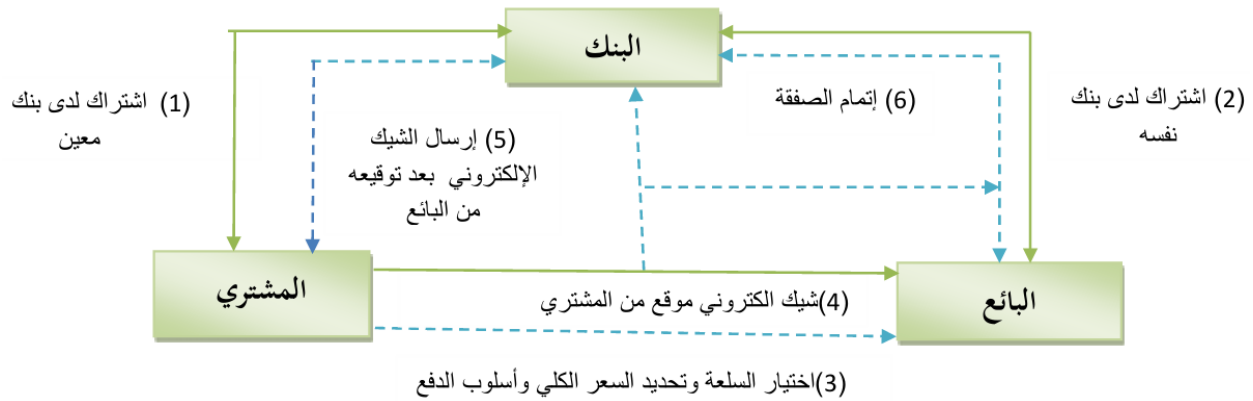 البنك
(1) اشتراك لدى بنك
معين
(2) اشتراك لدى بنك
نفسه
(6) إتمام الصفقة
(5) إرسال الشيك
الإلكتروني بعد توقيعه
من البائع
المشتري
البائع
(4)شيك الكتروني موقع من المشتري
(3)اختيار السلعة وتحديد السعر الكلي وأسلوب الدفع